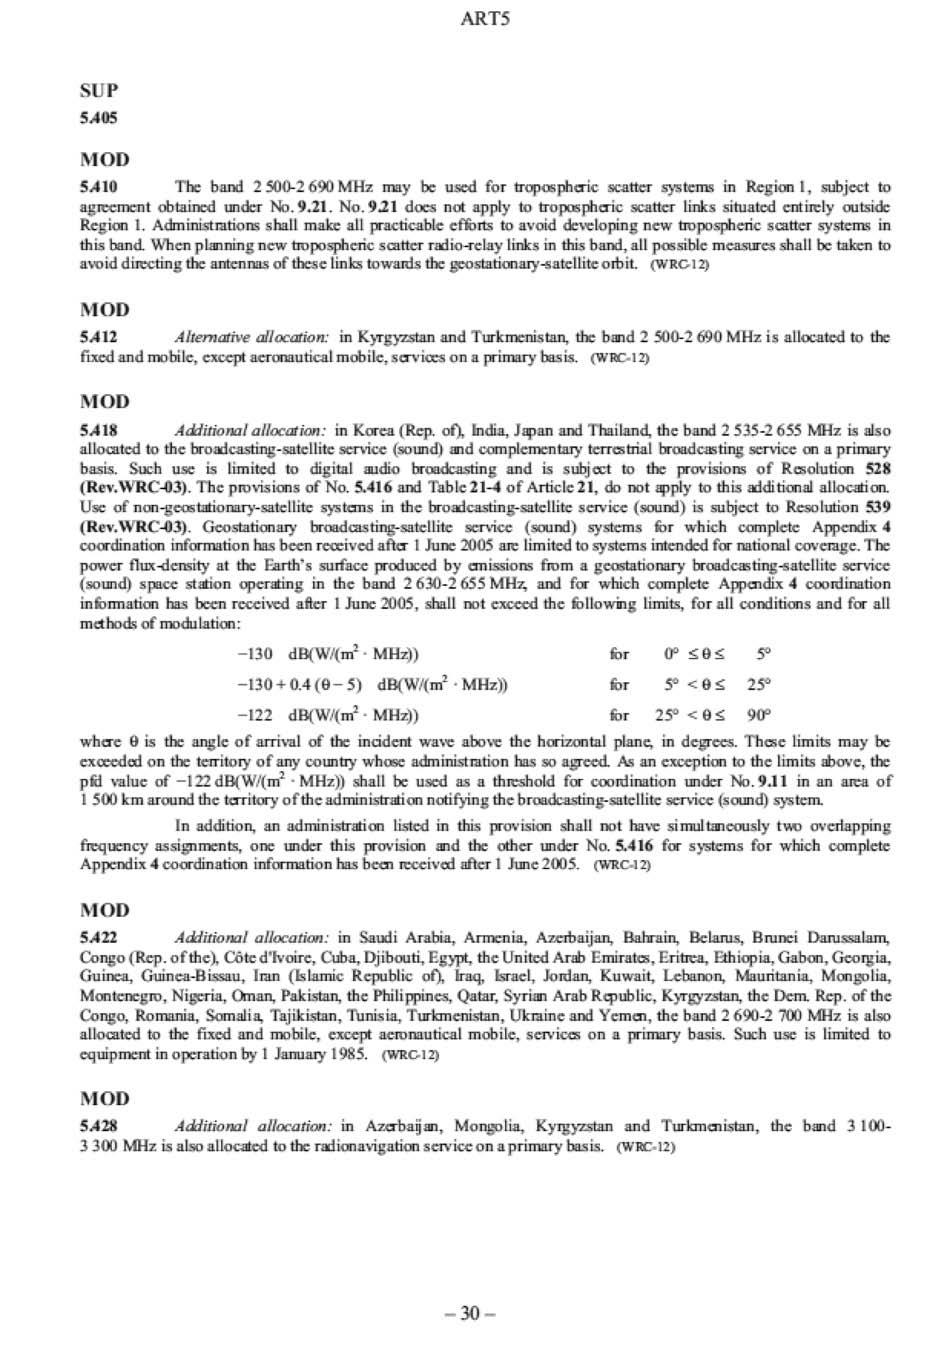 ART5
SUP
5.405
MOD
5.410 The band 2 500-2 690 MHz may be used for tropospheric scatter systems in Region 1, subject to
agreement obtained under No. 9.21. No. 9.21 does not apply to tropospheric scatter links situated entirely outside
Region 1. Administrations shall make all practicable efforts to avoid developing new tropospheric scatter systems in
this band. When planning new tropospheric scatter radio-relay links in this band, all possible measures shall be taken to
avoid directing the antennas of these links towards the geostationary-satellite orbit. (WRC-12)
MOD
5.412 Alternative allocation: in Kyrgyzstan and Turkmenistan, the band 2 500-2 690 MHz is allocated to the
fixed and mobile, except aeronautical mobile, services on a primary basis. (WRC-12)
MOD
5.418 Additional allocation: in Korea (Rep. of), India, Japan and Thailand, the band 2 535-2 655 MHz is also
allocated to the broadcasting-satellite service (sound) and complementary terrestrial broadcasting service on a primary
basis. Such use is limited to digital audio broadcasting and is subject to the provisions of Resolution 528
(Rev.WRC-03). The provisions of No. 5.416 and Table 21-4 of Article 21, do not apply to this additional allocation.
Use of non-geostationary-satellite systems in the broadcasting-satellite service (sound) is subject to Resolution 539
(Rev.WRC-03). Geostationary broadcasting-satellite service (sound) systems for which complete Appendix 4
coordination information has been received after 1 June 2005 are limited to systems intended for national coverage. The
power flux-density at the Earth's surface produced by emissions from a geostationary broadcasting-satellite service
(sound) space station operating in the band 2 630-2 655 MHz, and for which complete Appendix 4 coordination
information has been received after 1 June 2005, shall not exceed the following limits, for all conditions and for all
methods of modulation:
−130 dB(W/(m² · MHz)) for 0° ≤ θ ≤ 5°
−130 + 0.4 (θ − 5) dB(W/(m² · MHz)) for 5° < θ ≤ 25°
−122 dB(W/(m² · MHz)) for 25° < θ ≤ 90°
where θ is the angle of arrival of the incident wave above the horizontal plane, in degrees. These limits may be
exceeded on the territory of any country whose administration has so agreed. As an exception to the limits above, the
pfd value of −122 dB(W/(m² · MHz)) shall be used as a threshold for coordination under No. 9.11 in an area of
1 500 km around the territory of the administration notifying the broadcasting-satellite service (sound) system.
In addition, an administration listed in this provision shall not have simultaneously two overlapping
frequency assignments, one under this provision and the other under No. 5.416 for systems for which complete
Appendix 4 coordination information has been received after 1 June 2005. (WRC-12)
MOD
5.422 Additional allocation: in Saudi Arabia, Armenia, Azerbaijan, Bahrain, Belarus, Brunei Darussalam,
Congo (Rep. of the), Côte d'Ivoire, Cuba, Djibouti, Egypt, the United Arab Emirates, Eritrea, Ethiopia, Gabon, Georgia,
Guinea, Guinea-Bissau, Iran (Islamic Republic of), Iraq, Israel, Jordan, Kuwait, Lebanon, Mauritania, Mongolia,
Montenegro, Nigeria, Oman, Pakistan, the Philippines, Qatar, Syrian Arab Republic, Kyrgyzstan, the Dem. Rep. of the
Congo, Romania, Somalia, Tajikistan, Tunisia, Turkmenistan, Ukraine and Yemen, the band 2 690-2 700 MHz is also
allocated to the fixed and mobile, except aeronautical mobile, services on a primary basis. Such use is limited to
equipment in operation by 1 January 1985. (WRC-12)
MOD
5.428 Additional allocation: in Azerbaijan, Mongolia, Kyrgyzstan and Turkmenistan, the band 3 100-
3 300 MHz is also allocated to the radionavigation service on a primary basis. (WRC-12)
– 30 –